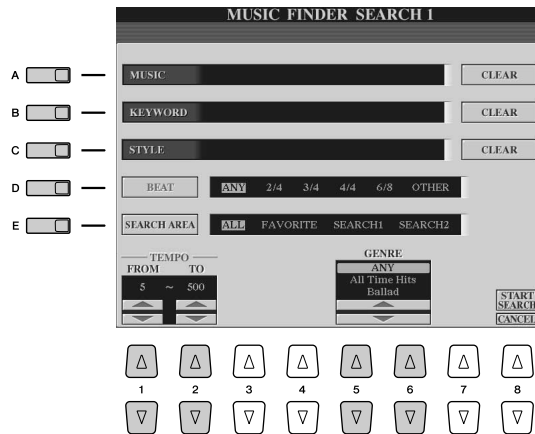 MUSIC FINDER SEARCH 1
A MUSIC CLEAR
B KEYWORD CLEAR
C STYLE CLEAR
D BEAT ANY 2/4 3/4 4/4 6/8 OTHER
E SEARCH AREA ALL FAVORITE SEARCH1 SEARCH2
TEMPO GENRE
FROM TO ANY
5 ~ 500 All Time Hits
Ballad
START
SEARCH
CANCEL
1 2 3 4 5 6 7 8